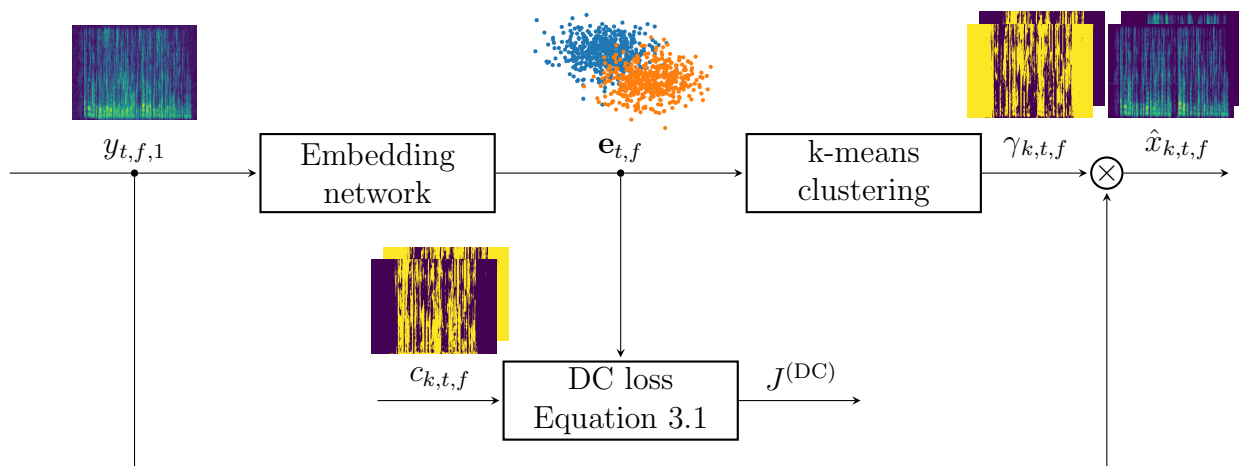 y_{t,f,1}
Embedding
network
e_{t,f}
k-means
clustering
γ_{k,t,f}
×
x̂_{k,t,f}
c_{k,t,f}
DC loss
Equation 3.1
J^{(DC)}